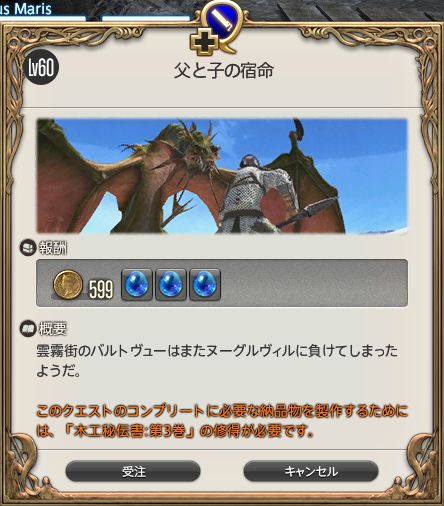 us Maris
Lv60
父と子の宿命
報酬
599
概要
雲霧街のバルトヴューはまたヌーグルヴィルに負けてしまった
ようだ。
このクエストのコンプリートに必要な納品物を製作するために
は、「木工秘伝書:第3巻」の修得が必要です。
受注
キャンセル